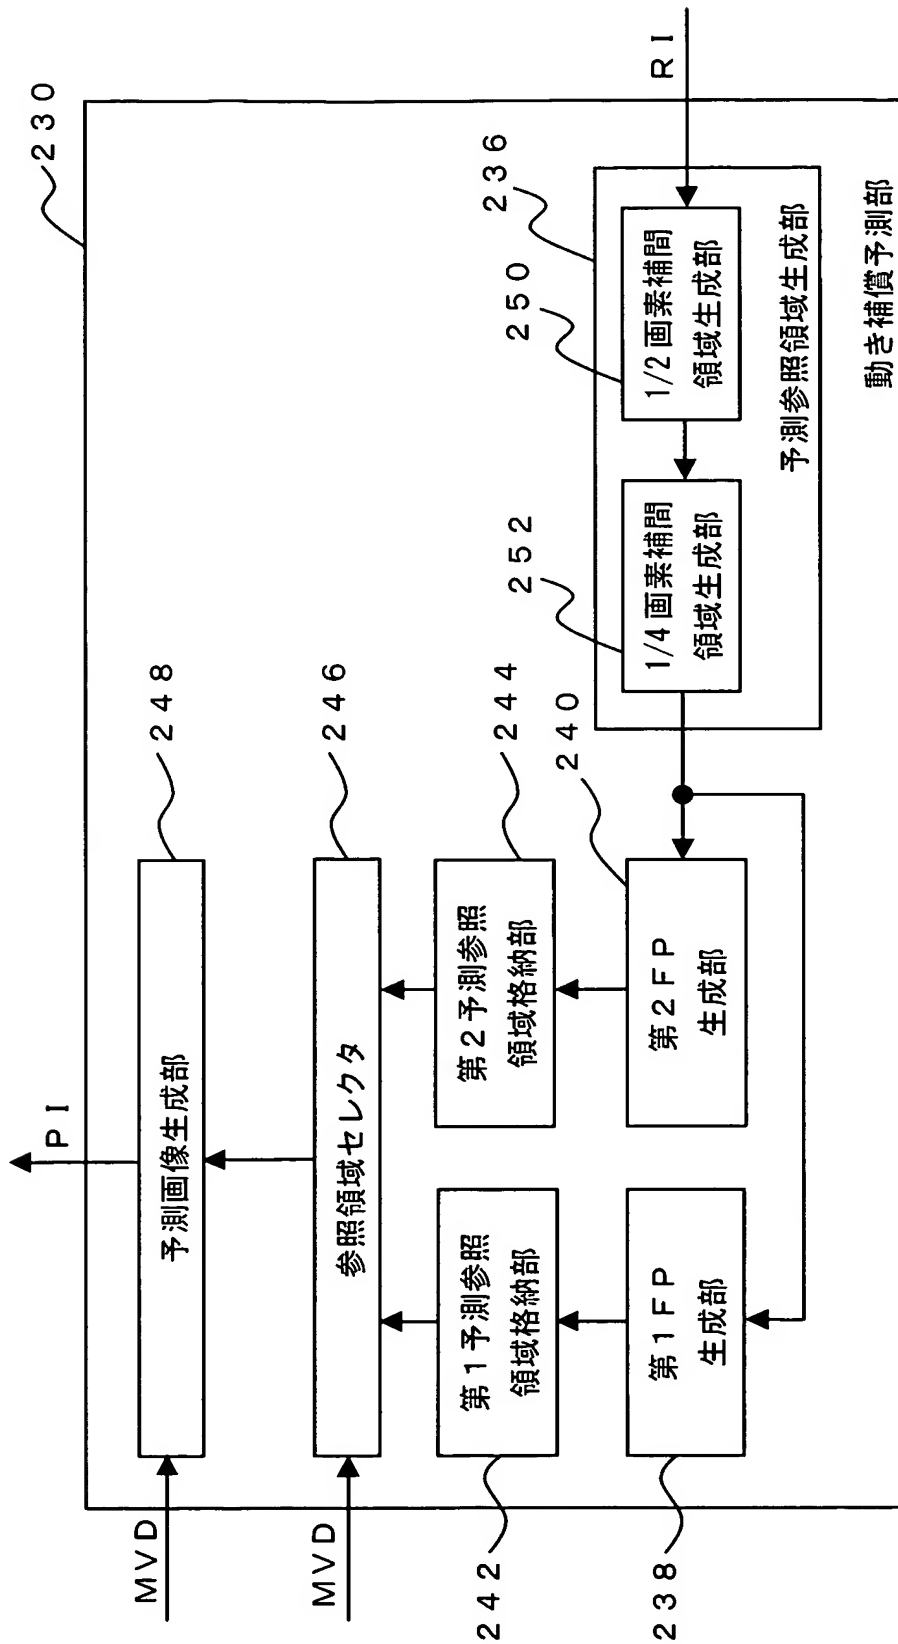 230
PI
MVD
予測画像生成部
248
MVD
参照領域セレクタ
246
242
第1予測参照
領域格納部
第2予測参照
領域格納部
244
238
第1FP
生成部
第2FP
生成部
240
252
1/4画素補間
領域生成部
250
1/2画素補間
領域生成部
236
予測参照領域生成部
RI
動き補償予測部